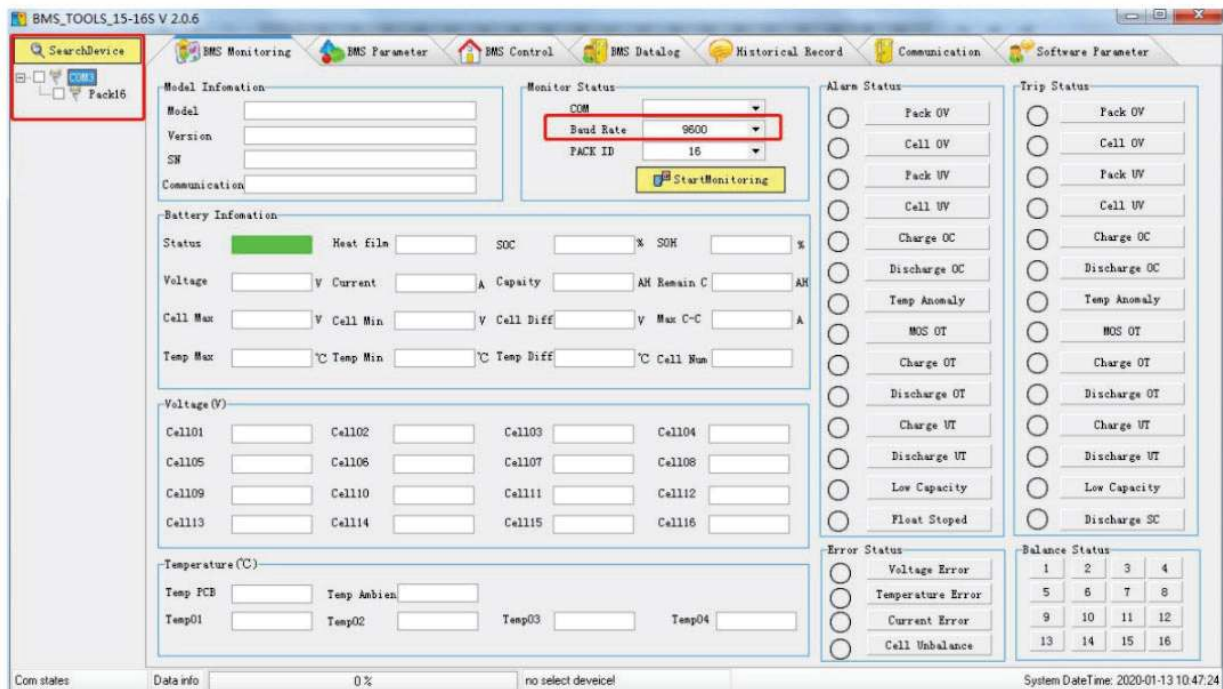 BMS_TOOLS_15-16S V 2.0.6
SearchDevice
BMS Monitoring
BMS Parameter
BMS Control
BMS Datalog
Historical Record
Communication
Software Parameter
COM3
Pack16
Model Infomation
Model
Version
SN
Communication
Monitor Status
COM
Baud Rate 9600
PACK ID 16
StartMonitoring
Battery Infomation
Status Heat film SOC % SOH %
Voltage V Current A Capaity AH Remain C AH
Cell Max V Cell Min V Cell Diff V Max C-C A
Temp Max °C Temp Min °C Temp Diff °C Cell Num
Voltage(V)
Cell01 Cell02 Cell03 Cell04
Cell05 Cell06 Cell07 Cell08
Cell09 Cell10 Cell11 Cell12
Cell13 Cell14 Cell15 Cell16
Temperature(°C)
Temp PCB Temp Ambien
Temp01 Temp02 Temp03 Temp04
Alarm Status
Pack OV
Cell OV
Pack UV
Cell UV
Charge OC
Discharge OC
Temp Anomaly
MOS OT
Charge OT
Discharge OT
Charge UT
Discharge UT
Low Capacity
Float Stoped
Trip Status
Pack OV
Cell OV
Pack UV
Cell UV
Charge OC
Discharge OC
Temp Anomaly
MOS OT
Charge OT
Discharge OT
Charge UT
Discharge UT
Low Capacity
Discharge SC
Error Status
Voltage Error
Temperature Error
Current Error
Cell Unbalance
Balance Status
1 2 3 4
5 6 7 8
9 10 11 12
13 14 15 16
Com states
Data info
0 %
no select deveicel
System DateTime: 2020-01-13 10:47:24